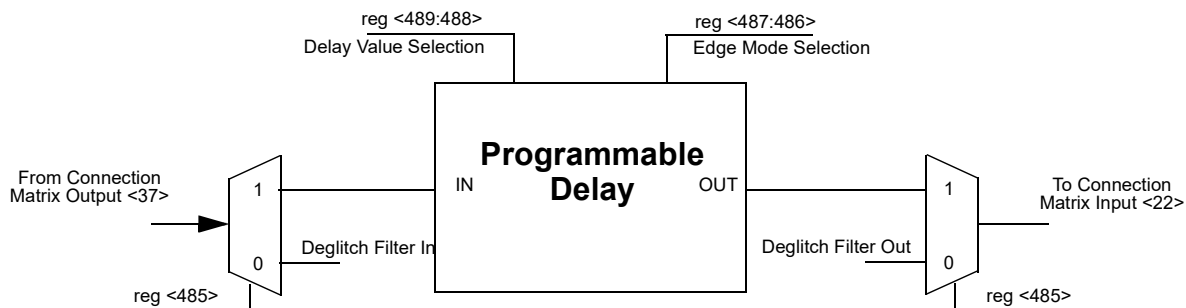 reg <489:488>
Delay Value Selection
reg <487:486>
Edge Mode Selection
Programmable
Delay
From Connection
Matrix Output <37>
1
IN
OUT
1
To Connection
Matrix Input <22>
0
Deglitch Filter In
Deglitch Filter Out
0
reg <485>
reg <485>